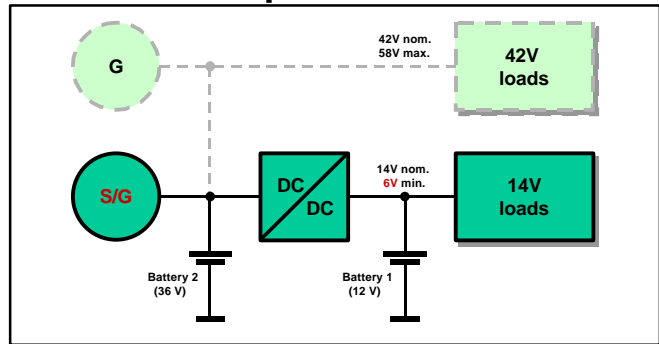 G
42V nom.
58V max.
42V
loads
S/G
DC
DC
14V nom.
6V min.
14V
loads
Battery 2
(36 V)
Battery 1
(12 V)